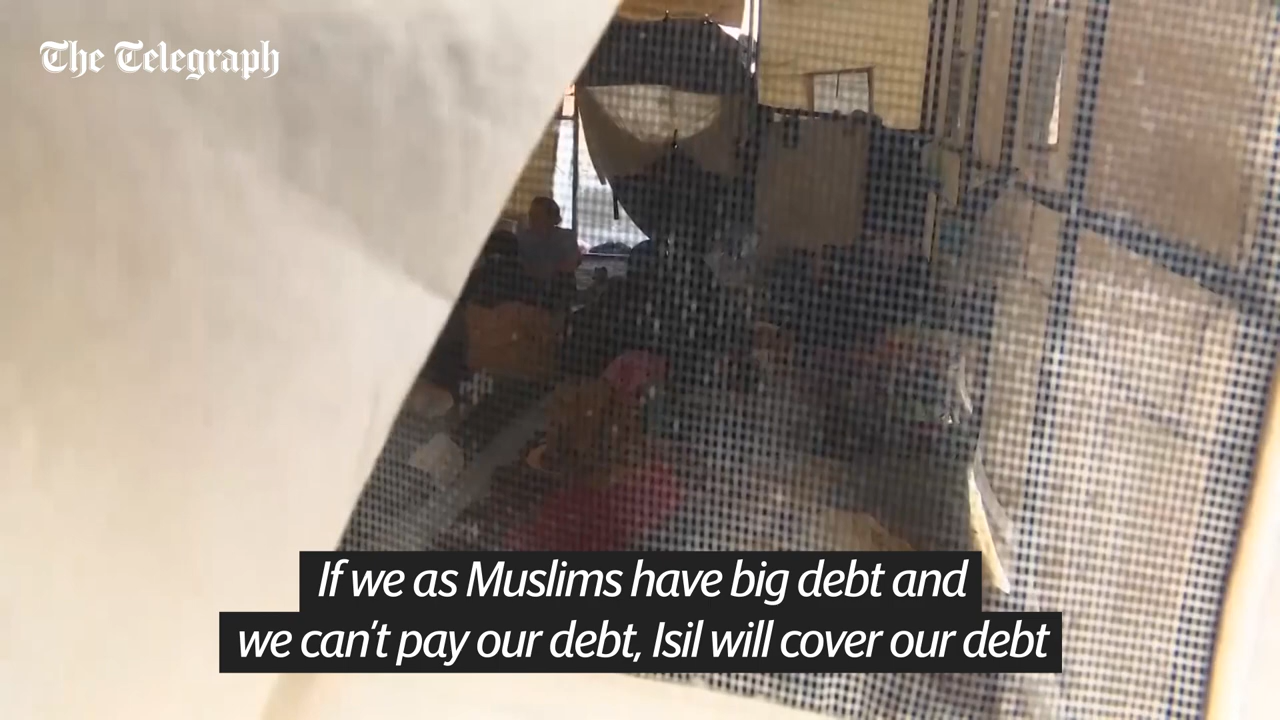 The Telegraph
If we as Muslims have big debt and
we can't pay our debt, Isil will cover our debt